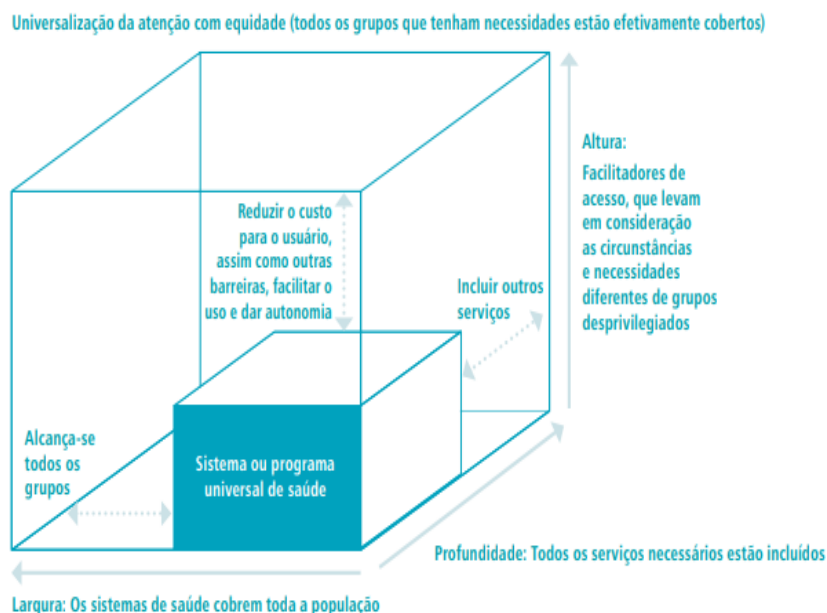 Universalização da atenção com equidade (todos os grupos que tenham necessidades estão efetivamente cobertos)
Altura:
Facilitadores de
acesso, que levam
em consideração
as circunstâncias
e necessidades
diferentes de grupos
desprivilegiados
Reduzir o custo
para o usuário,
assim como outras
barreiras, facilitar o
uso e dar autonomia
Incluir outros
serviços
Alcança-se
todos os
grupos
Sistema ou programa
universal de saúde
Profundidade: Todos os serviços necessários estão incluídos
Largura: Os sistemas de saúde cobrem toda a população